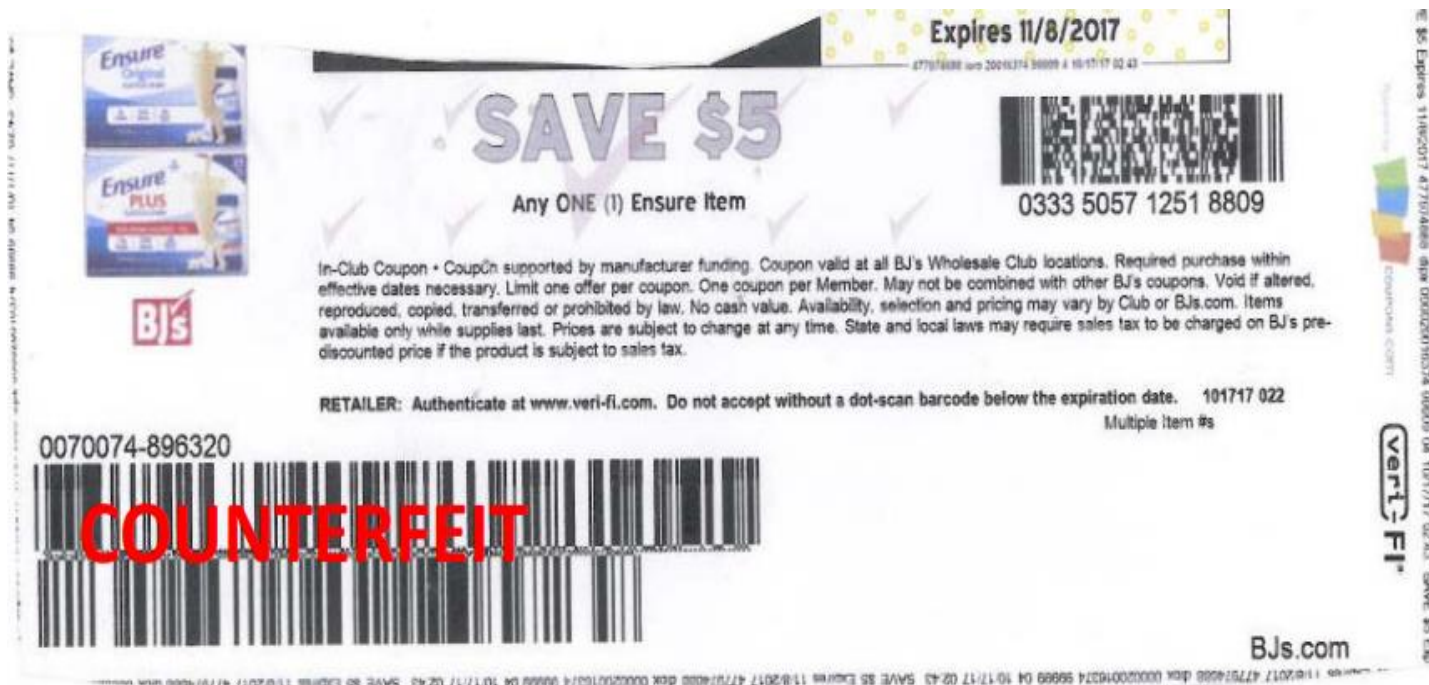 Expires 11/8/2017
Ensure
Original
SAVE $5
Any ONE (1) Ensure Item
0333 5057 1251 8809
Ensure
PLUS
BJ's
In-Club Coupon • Coupon supported by manufacturer funding. Coupon valid at all BJ's Wholesale Club locations. Required purchase within
effective dates necessary. Limit one offer per coupon. One coupon per Member. May not be combined with other BJ's coupons. Void if altered,
reproduced, copied, transferred or prohibited by law. No cash value. Availability, selection and pricing may vary by Club or BJs.com. Items
available only while supplies last. Prices are subject to change at any time. State and local laws may require sales tax to be charged on BJ's pre-
discounted price if the product is subject to sales tax.
RETAILER: Authenticate at www.veri-fi.com. Do not accept without a dot-scan barcode below the expiration date. 101717 022
Multiple Item #s
0070074-896320
COUNTERFEIT
coupons.com
veri-fi
BJs.com